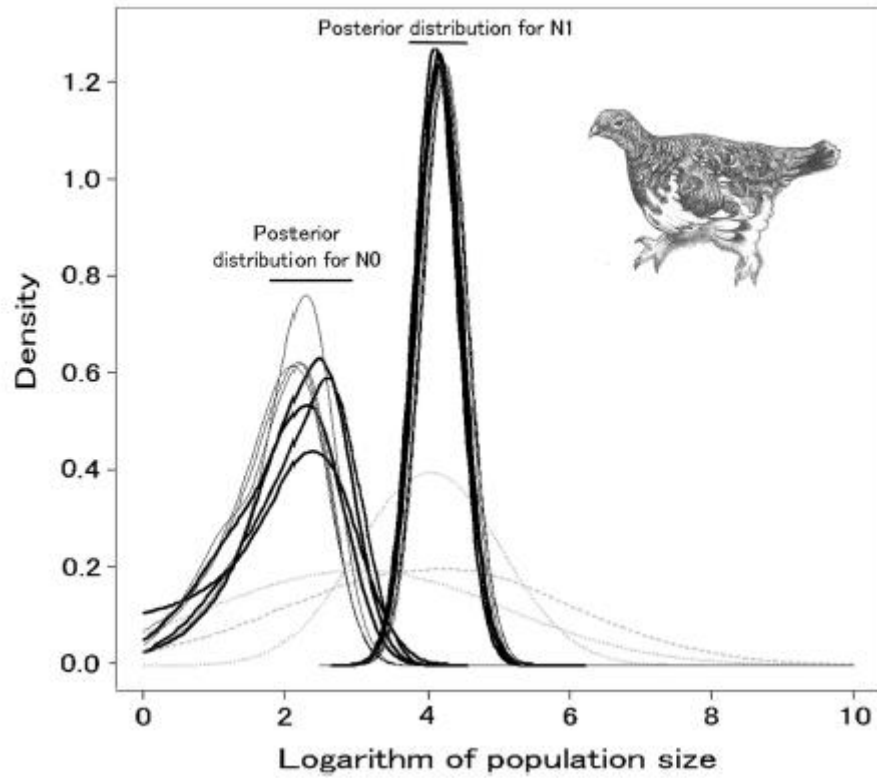 Posterior distribution for N1
Posterior
distribution for N0
Density
1.2
1.0
0.8
0.6
0.4
0.2
0.0
0 2 4 6 8 10
Logarithm of population size